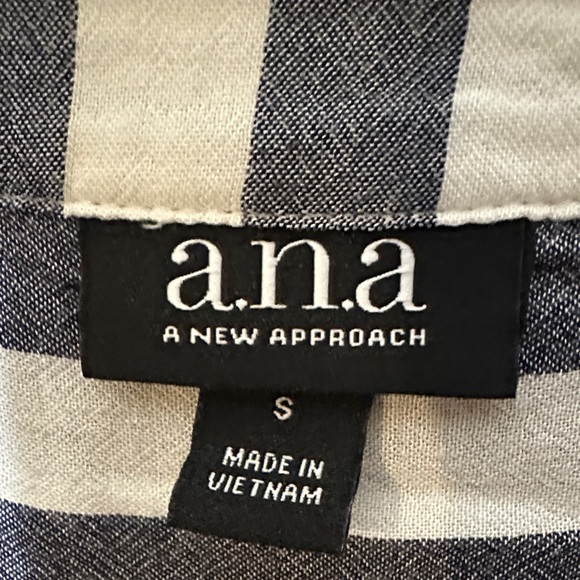 a.n.a
A NEW APPROACH
S
MADE IN
VIETNAM